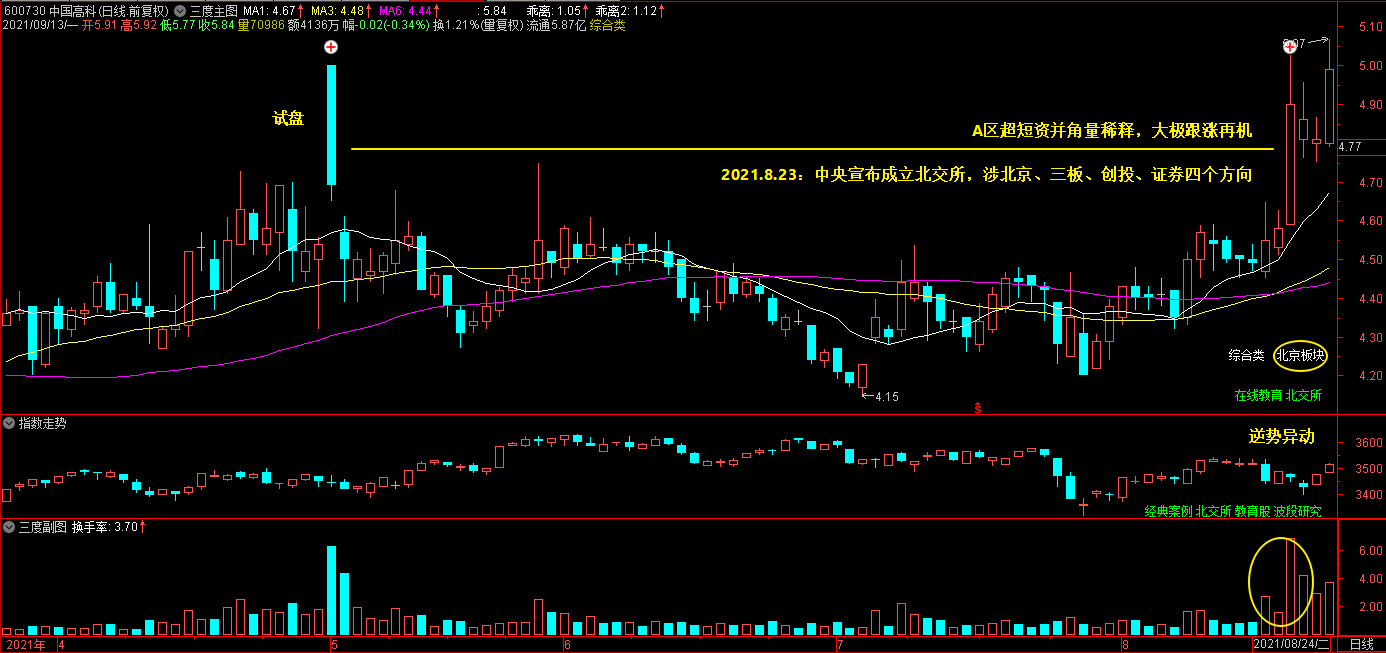 600730 中国高科(日线.前复权) 三度主图 MA1: 4.67↑ MA3: 4.48↑ MA6: 4.44↑ : 5.84 乖离: 1.05↑ 乖离2: 1.12↑
2021/09/13/一 开5.91 高5.92 低5.77 收5.84 量70986 额4136万 幅-0.02(-0.34%) 换1.21%(重复权) 流通5.87亿 综合类
5.10
5.00
4.90
试盘
A区超短资并角量稀释，大极跟涨再机
4.77
2021.8.23：中央宣布成立北交所，涉北京、三板、创投、证券四个方向
4.70
4.60
4.50
4.40
4.30
综合类 北京板块
4.20
←4.15
在线教育 北交所
$
指数走势
逆势异动
3600
3500
3400
经典案例 北交所 教育股 波段研究
三度副图 换手率: 3.70↑
6.00
4.00
2.00
2021年 4 5 6 7 8 2021/08/24/二 日线